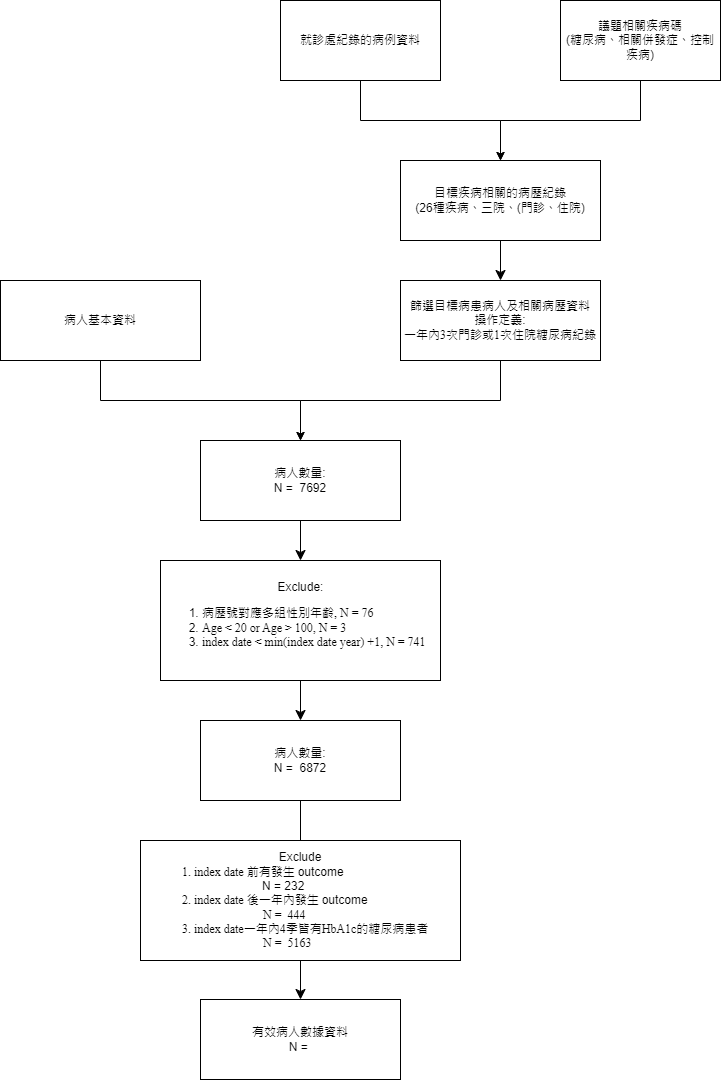 就診處紀錄的病例資料
議題相關疾病碼
(糖尿病、相關併發症、控制
疾病)
目標疾病相關的病歷紀錄
(26種疾病、三院、(門診、住院)
病人基本資料
篩選目標病患病人及相關病歷資料
操作定義:
一年內3次門診或1次住院糖尿病紀錄
病人數量:
N = 7692
Exclude:
1. 病歷號對應多組性別年齡, N = 76
2. Age < 20 or Age > 100, N = 3
3. index date < min(index date year) +1, N = 741
病人數量:
N = 6872
Exclude
1. index date 前有發生 outcome
N = 232
2. index date 後一年內發生 outcome
N = 444
3. index date一年內4季皆有HbA1c的糖尿病患者
N = 5163
有效病人數據資料
N =